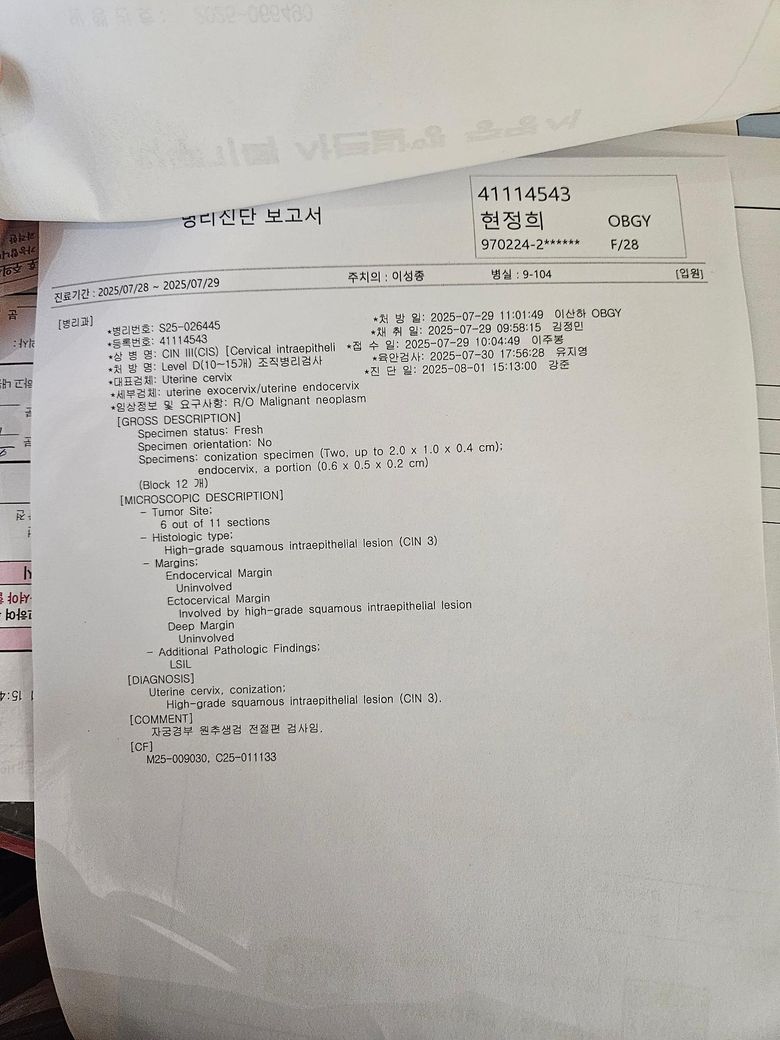 병리진단 보고서
41114543
현정희 OBGY
970224-2****** F/28
진료기간 : 2025/07/28 ~ 2025/07/29 주치의 : 이성종 병실 : 9-104 [입원]
[병리과]
*병리번호: S25-026445 *처 방 일: 2025-07-29 11:01:49 이산하 OBGY
*등록번호: 41114543 *채 취 일: 2025-07-29 09:58:15 김정민
*상 병 명: CIN III(CIS) [Cervical intraepitheli *접 수 일: 2025-07-29 10:04:49 이주봉
*처 방 명: Level D(10~15개) 조직병리검사 *육안검사: 2025-07-30 17:56:28 유지영
*대표검체: Uterine cervix *진 단 일: 2025-08-01 15:13:00 강준
*세부검체: uterine exocervix/uterine endocervix
*임상정보 및 요구사항: R/O Malignant neoplasm
[GROSS DESCRIPTION]
Specimen status: Fresh
Specimen orientation: No
Specimens: conization specimen (Two, up to 2.0 x 1.0 x 0.4 cm);
endocervix, a portion (0.6 x 0.5 x 0.2 cm)
(Block 12 개)
[MICROSCOPIC DESCRIPTION]
- Tumor Site;
6 out of 11 sections
- Histologic type;
High-grade squamous intraepithelial lesion (CIN 3)
- Margins;
Endocervical Margin
Uninvolved
Ectocervical Margin
Involved by high-grade squamous intraepithelial lesion
Deep Margin
Uninvolved
- Additional Pathologic Findings;
LSIL
[DIAGNOSIS]
Uterine cervix, conization;
High-grade squamous intraepithelial lesion (CIN 3).
[COMMENT]
자궁경부 원추생검 전절편 검사임.
[CF]
M25-009030, C25-011133